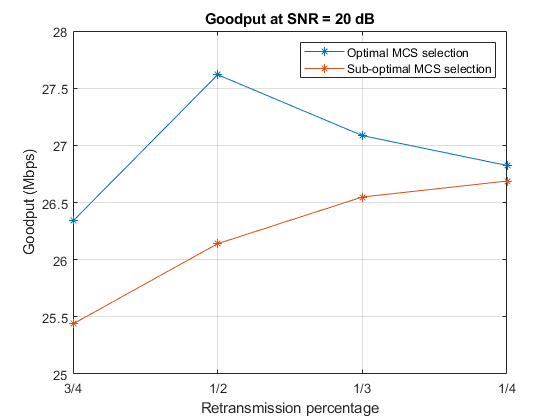 Goodput at SNR = 20 dB
Optimal MCS selection
Sub-optimal MCS selection
Goodput (Mbps)
28
27.5
27
26.5
26
25.5
25
3/4
1/2
1/3
1/4
Retransmission percentage